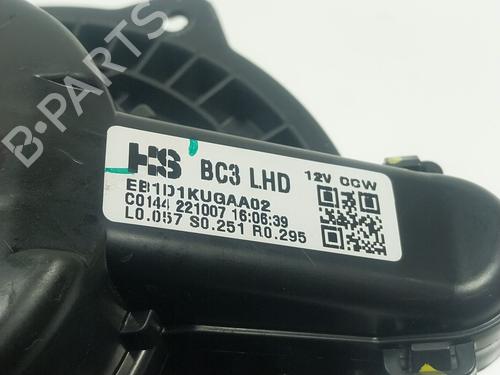 B-PARTS
HS BC3 LHD 12V CCW
EB1D1KUGAA02
C0144 221007 16:06:39
L0.057 S0.251 R0.295